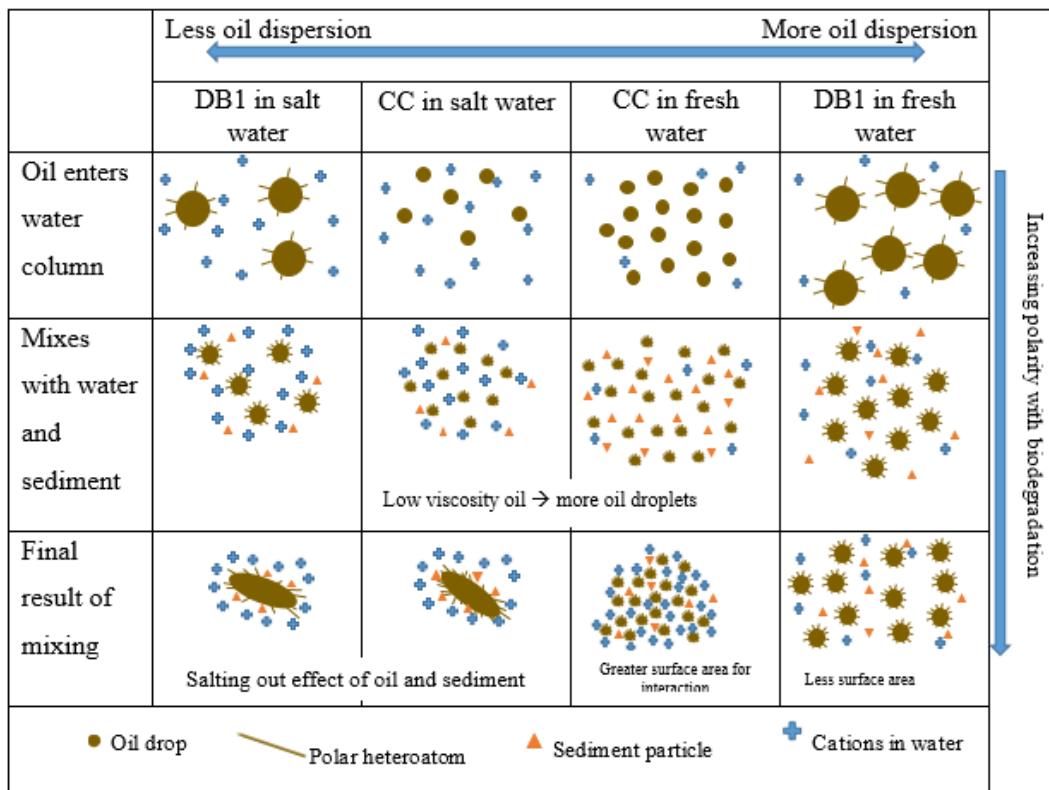 Less oil dispersion
More oil dispersion
DB1 in salt
water
CC in salt water
CC in fresh
water
DB1 in fresh
water
Oil enters
water
column
Mixes
with water
and
sediment
Low viscosity oil → more oil droplets
Final
result of
mixing
Salting out effect of oil and sediment
Greater surface area for
interaction
Less surface area
Increasing polarity with biodegradation
Oil drop
Polar heteroatom
Sediment particle
Cations in water